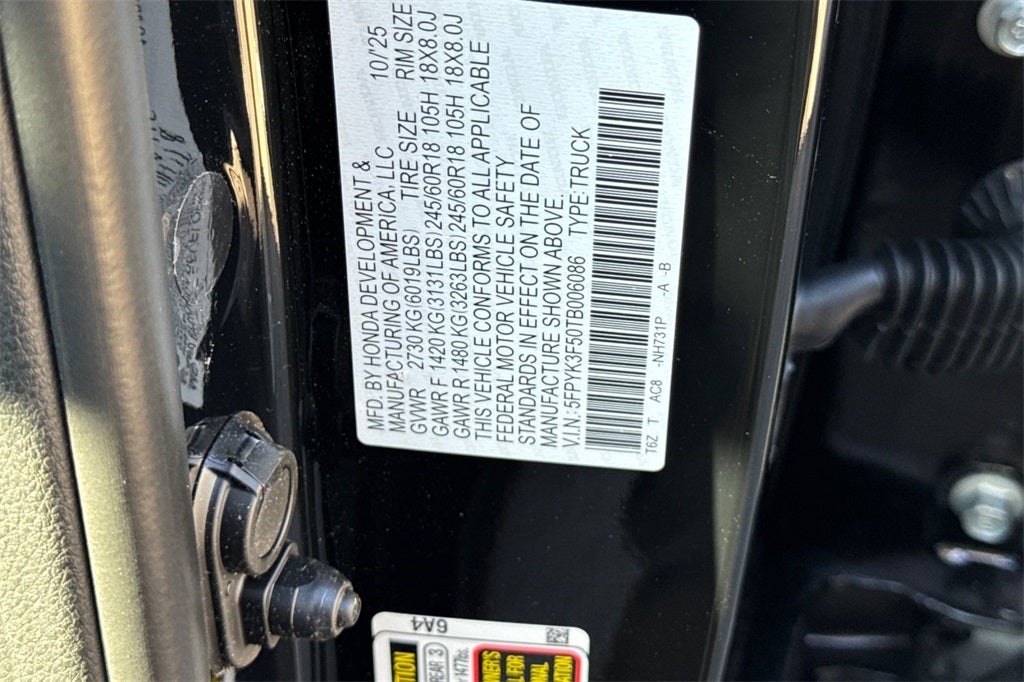 MFD. BY HONDA DEVELOPMENT & 10/'25
MANUFACTURING OF AMERICA, LLC
GVWR 2730 KG(6019LBS) TIRE SIZE RIM SIZE
GAWR F 1420 KG(3131LBS) 245/60R18 105H 18X8.0J
GAWR R 1480 KG(3263LBS) 245/60R18 105H 18X8.0J
THIS VEHICLE CONFORMS TO ALL APPLICABLE
FEDERAL MOTOR VEHICLE SAFETY
STANDARDS IN EFFECT ON THE DATE OF
MANUFACTURE SHOWN ABOVE.
V.I.N.: 5FPYK3F50TB006086 TYPE: TRUCK
T6Z T AC8 -NH731P -A -B
6A4
REAR 3
1477lbs.